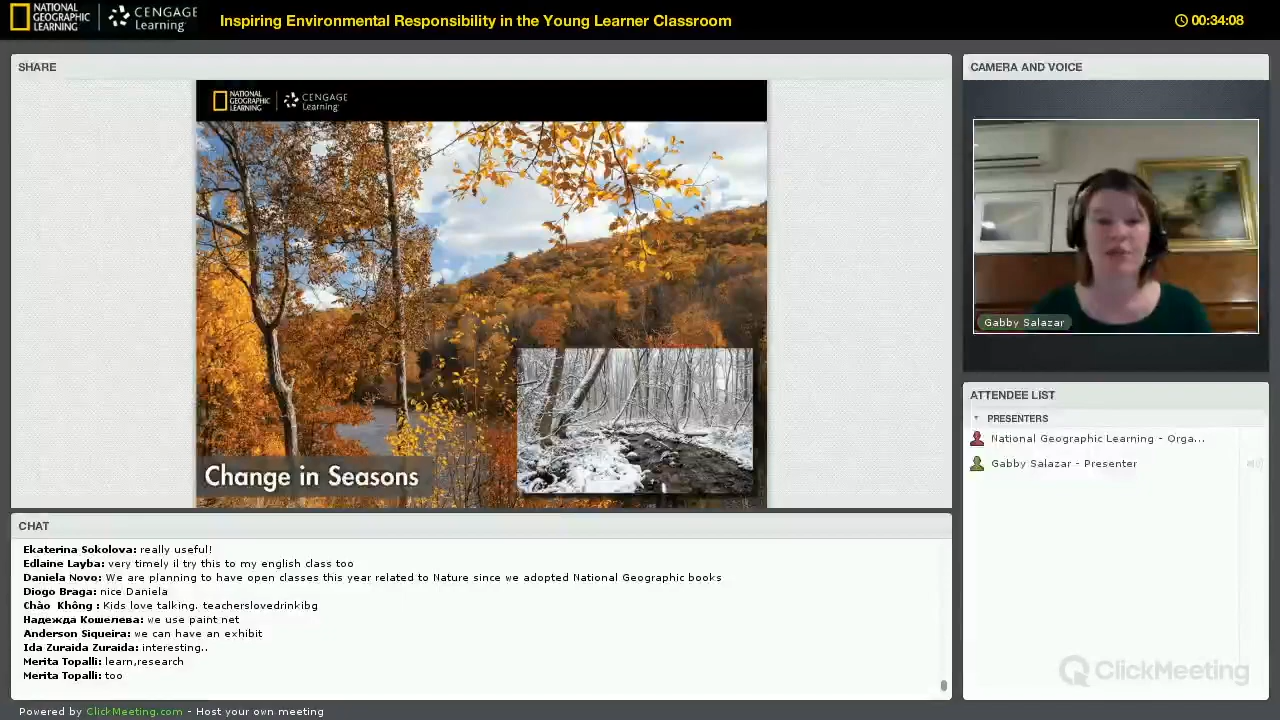 NATIONAL
GEOGRAPHIC
LEARNING
CENGAGE
Learning
Inspiring Environmental Responsibility in the Young Learner Classroom
00:34:08
SHARE
NATIONAL
GEOGRAPHIC
LEARNING
CENGAGE
Learning
Change in Seasons
CAMERA AND VOICE
Gabby Salazar
ATTENDEE LIST
PRESENTERS
National Geographic Learning - Orga...
Gabby Salazar - Presenter
ClickMeeting
CHAT
Ekaterina Sokolova: really useful!
Edlaine Layba: very timely il try this to my english class too
Daniela Novo: We are planning to have open classes this year related to Nature since we adopted National Geographic books
Diogo Braga: nice Daniela
Chào Không : Kids love talking. teacherslovedrinkibg
Надежда Кошелева: we use paint net
Anderson Siqueira: we can have an exhibit
Ida Zuraida Zuraida: interesting..
Merita Topalli: learn,research
Merita Topalli: too
Powered by ClickMeeting.com - Host your own meeting